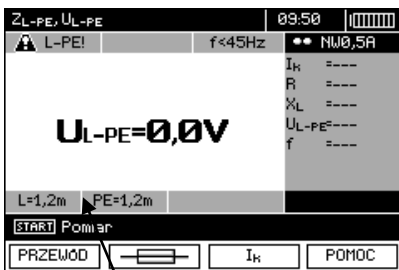 ZL-PE, UL-PE 09:50
L-PE! f<45Hz NW0,5A
IK =---
R =---
XL =---
UL-PE=---
f =---
UL-PE=0,0V
L=1,2m PE=1,2m
START Pomiar
PRZEWÓD IK POMOC